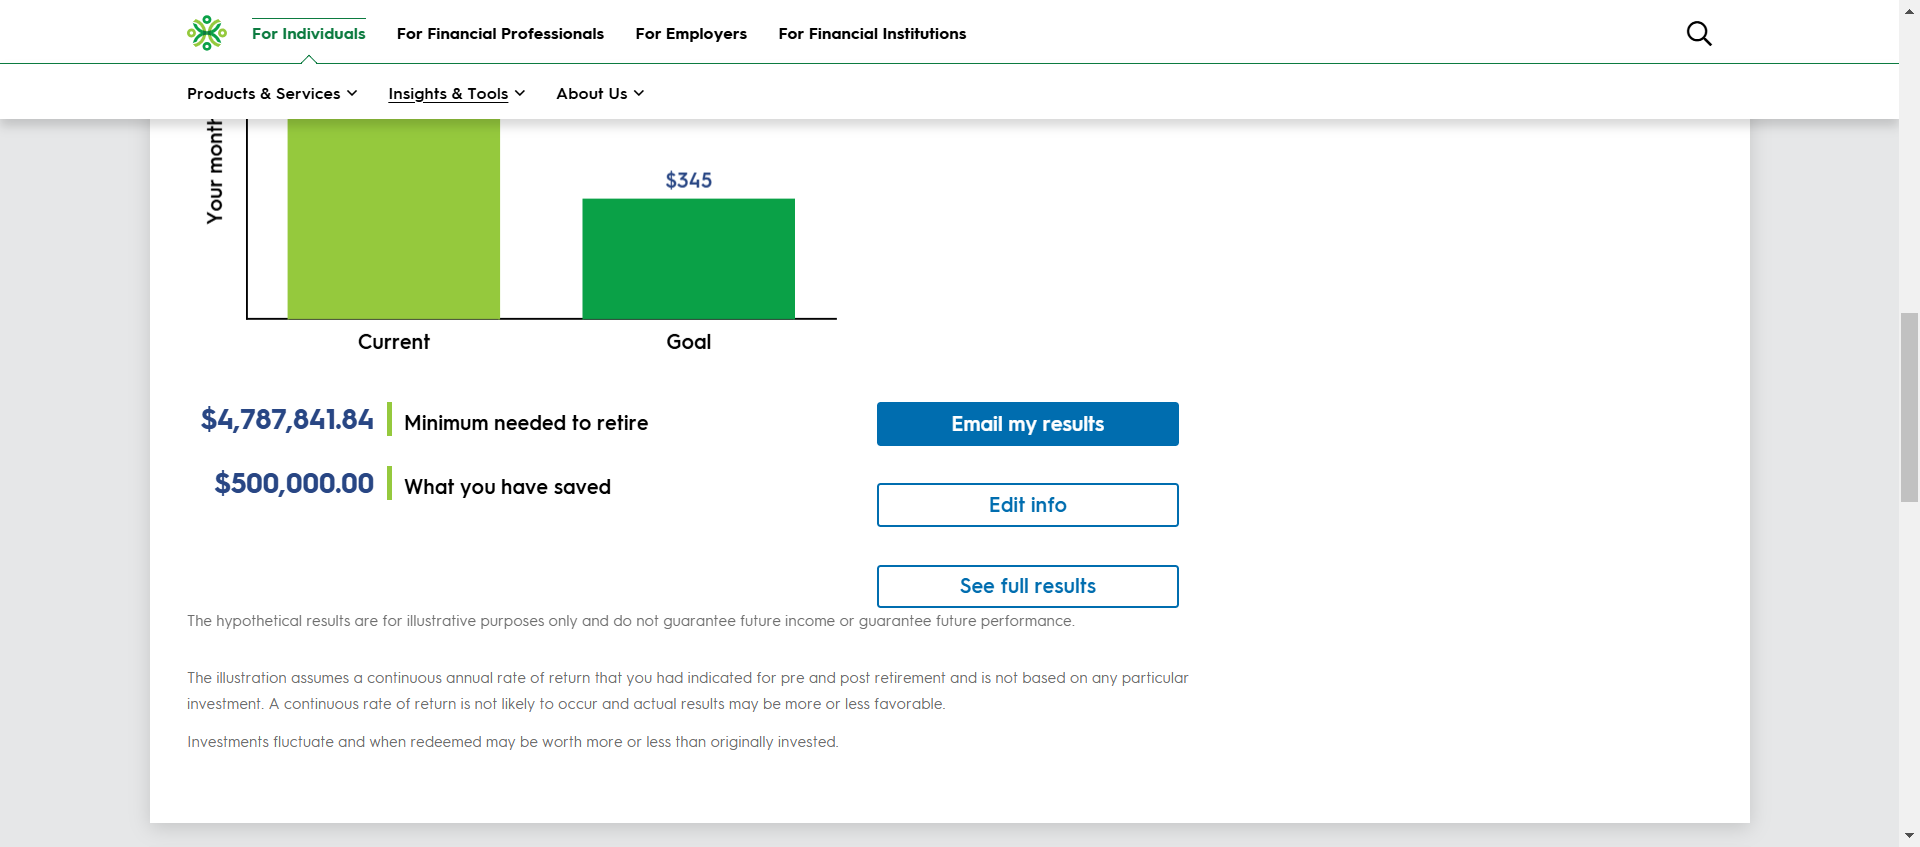 For Individuals For Financial Professionals For Employers For Financial Institutions
Products & Services Insights & Tools About Us
Your month
$345
Current Goal
$4,787,841.84 Minimum needed to retire
$500,000.00 What you have saved
Email my results
Edit info
See full results
The hypothetical results are for illustrative purposes only and do not guarantee future income or guarantee future performance.
The illustration assumes a continuous annual rate of return that you had indicated for pre and post retirement and is not based on any particular
investment. A continuous rate of return is not likely to occur and actual results may be more or less favorable.
Investments fluctuate and when redeemed may be worth more or less than originally invested.